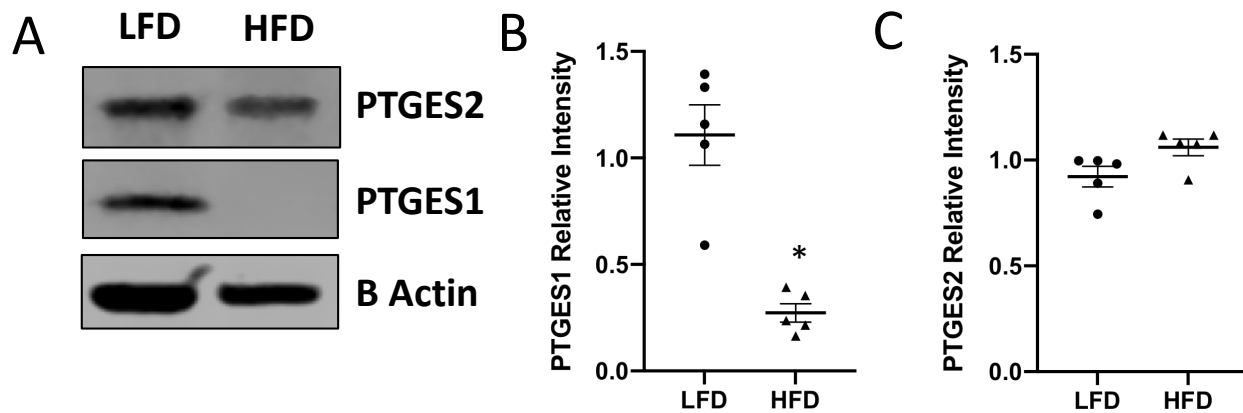 A
LFD HFD
PTGES2
PTGES1
B Actin
B
PTGES1 Relative Intensity
1.5
1.0
0.5
0.0
*
LFD HFD
C
PTGES2 Relative Intensity
1.5
1.0
0.5
0.0
LFD HFD